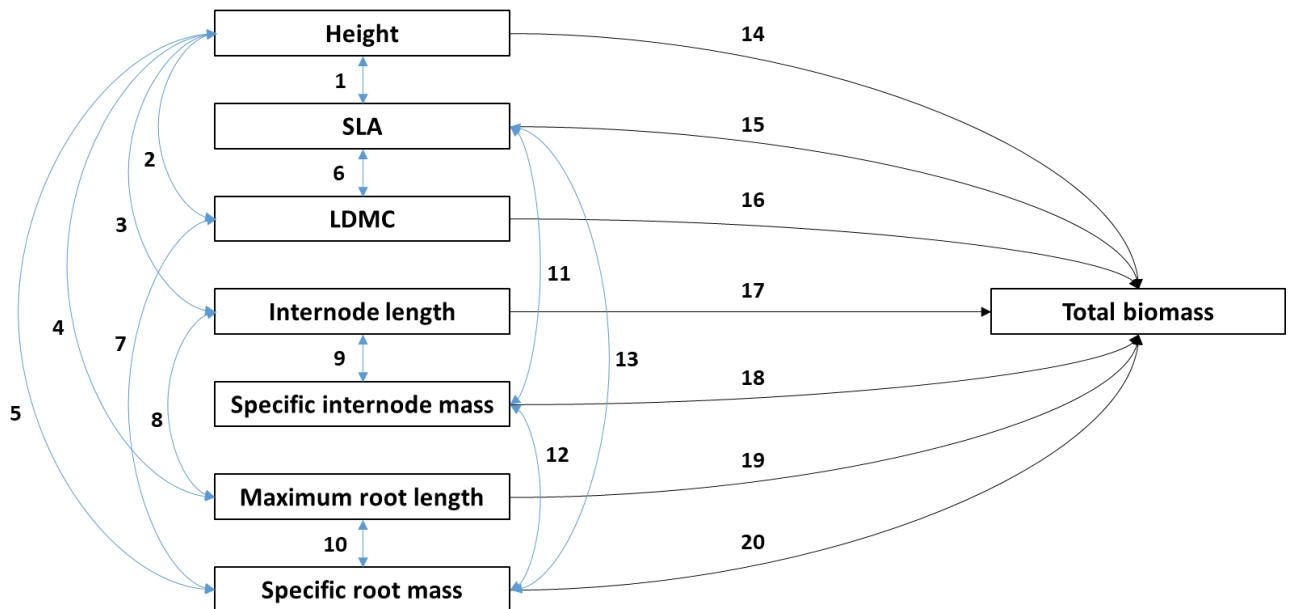 Height
14
1
SLA
15
2
6
16
LDMC
3
11
Internode length
17
Total biomass
4
7
9
13
18
Specific internode mass
5
8
12
19
Maximum root length
10
20
Specific root mass